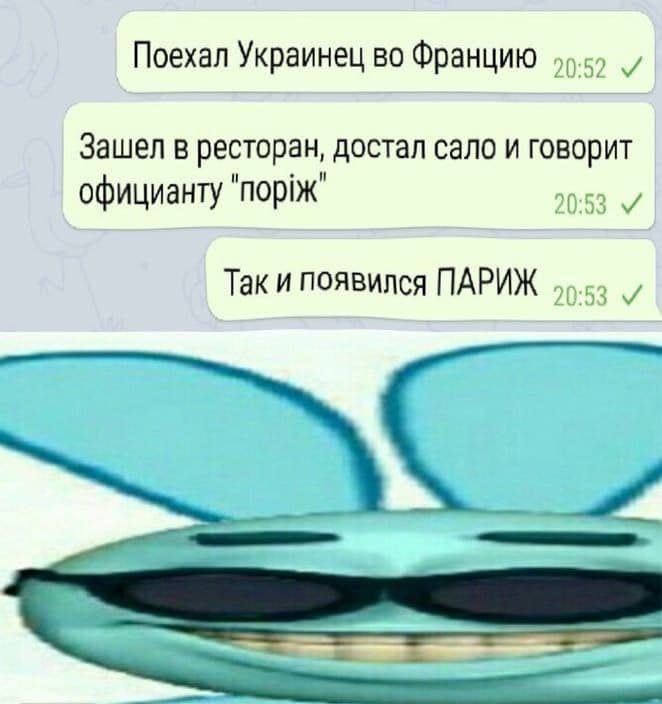 Поехал Украинец во Францию 20:52
Зашел в ресторан, достал сало и говорит
официанту "поріж" 20:53
Так и появился ПАРИЖ 20:53